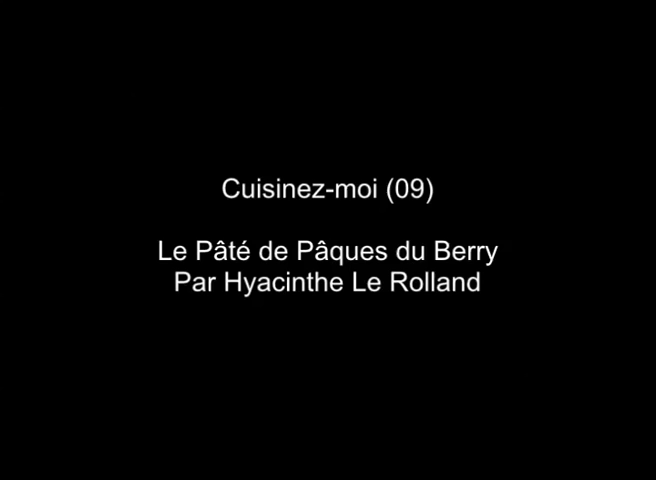 Cuisinez-moi (09)
Le Pâté de Pâques du Berry
Par Hyacinthe Le Rolland